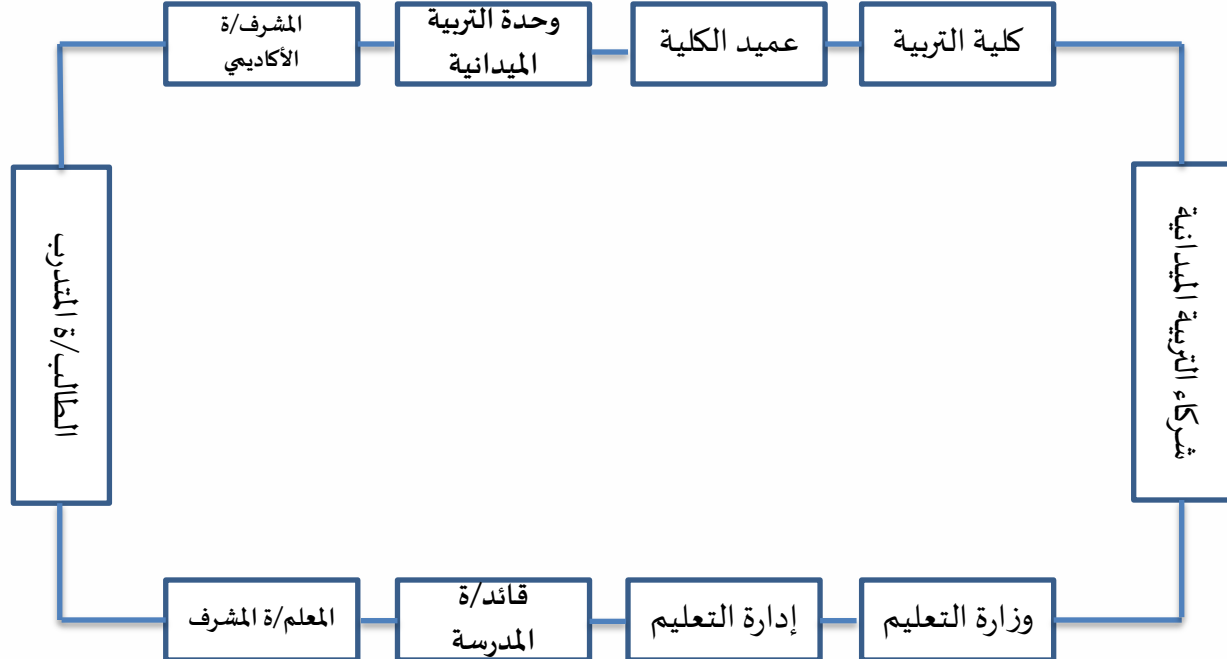 شركاء التربية الميدانية
كلية التربية
عميد الكلية
وحدة التربية
الميدانية
المشرف/ة
الأكاديمي
الطالب/ة المتدرب
وزارة التعليم
إدارة التعليم
قائد/ة
المدرسة
المعلم/ة المشرف